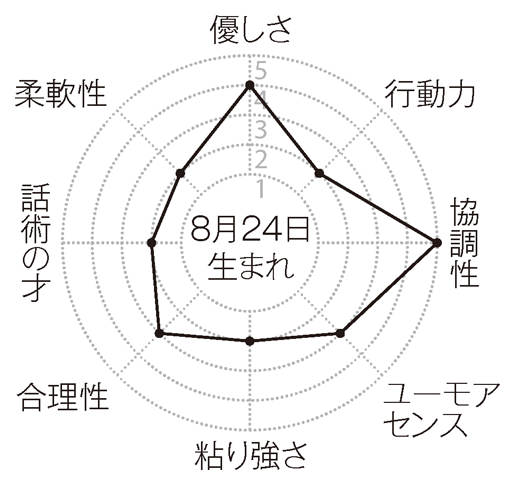 優しさ
行動力
協調性
ユーモア
センス
粘り強さ
合理性
話術の才
柔軟性
5
4
3
2
1
8月24日
生まれ